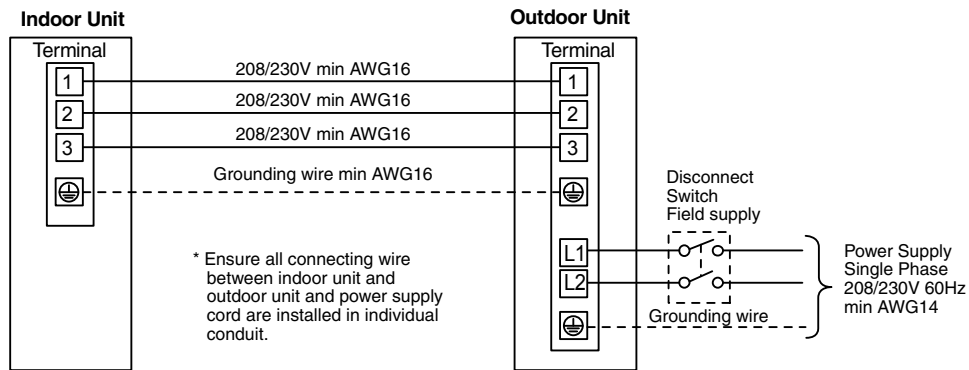 Indoor Unit
Outdoor Unit
Terminal
Terminal
1
208/230V min AWG16
1
2
208/230V min AWG16
2
3
208/230V min AWG16
3
Grounding wire min AWG16
Disconnect
Switch
Field supply
* Ensure all connecting wire
between indoor unit and
outdoor unit and power supply
cord are installed in individual
conduit.
L1
L2
Grounding wire
Power Supply
Single Phase
208/230V 60Hz
min AWG14